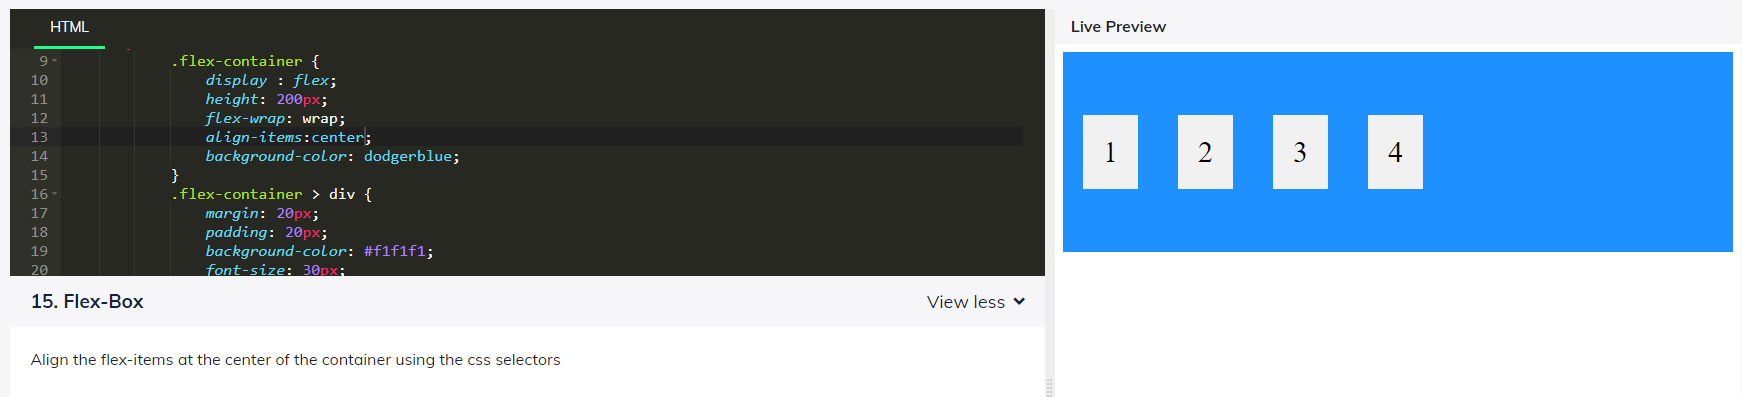 HTML
Live Preview
9 .flex-container {
10 display : flex;
11 height: 200px;
12 flex-wrap: wrap;
13 align-items:center;
14 background-color: dodgerblue;
15 }
16 .flex-container > div {
17 margin: 20px;
18 padding: 20px;
19 background-color: #f1f1f1;
20 font-size: 30px;
1 2 3 4
15. Flex-Box View less
Align the flex-items at the center of the container using the css selectors